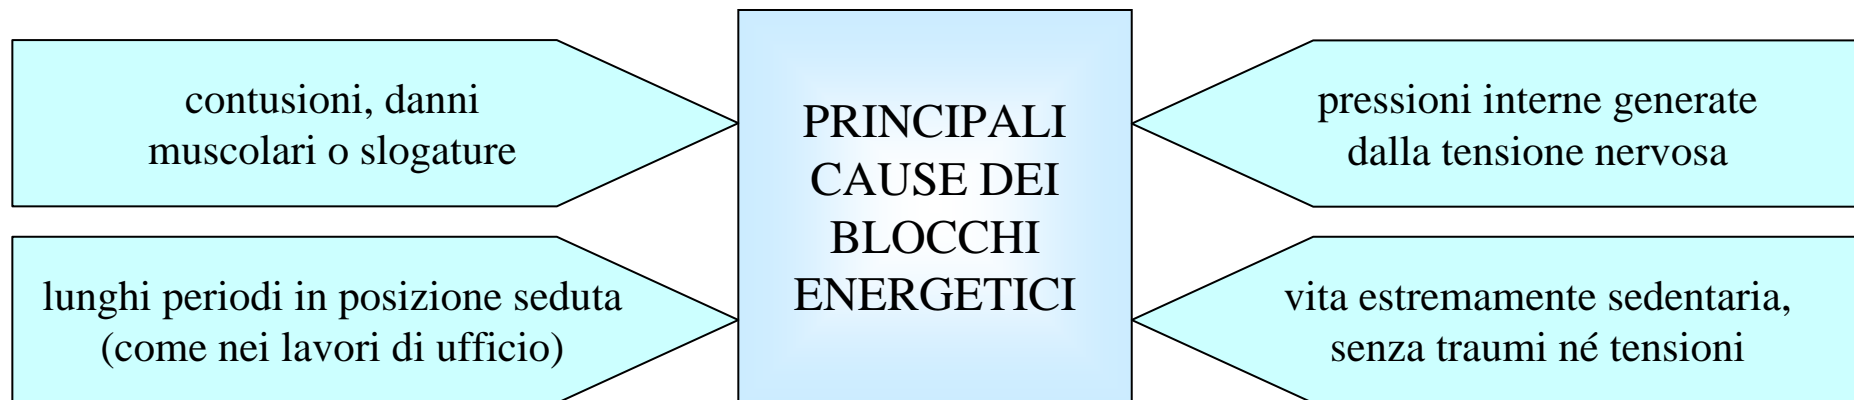 contusioni, danni
muscolari o slogature
lunghi periodi in posizione seduta
(come nei lavori di ufficio)
PRINCIPALI
CAUSE DEI
BLOCCHI
ENERGETICI
pressioni interne generate
dalla tensione nervosa
vita estremamente sedentaria,
senza traumi né tensioni